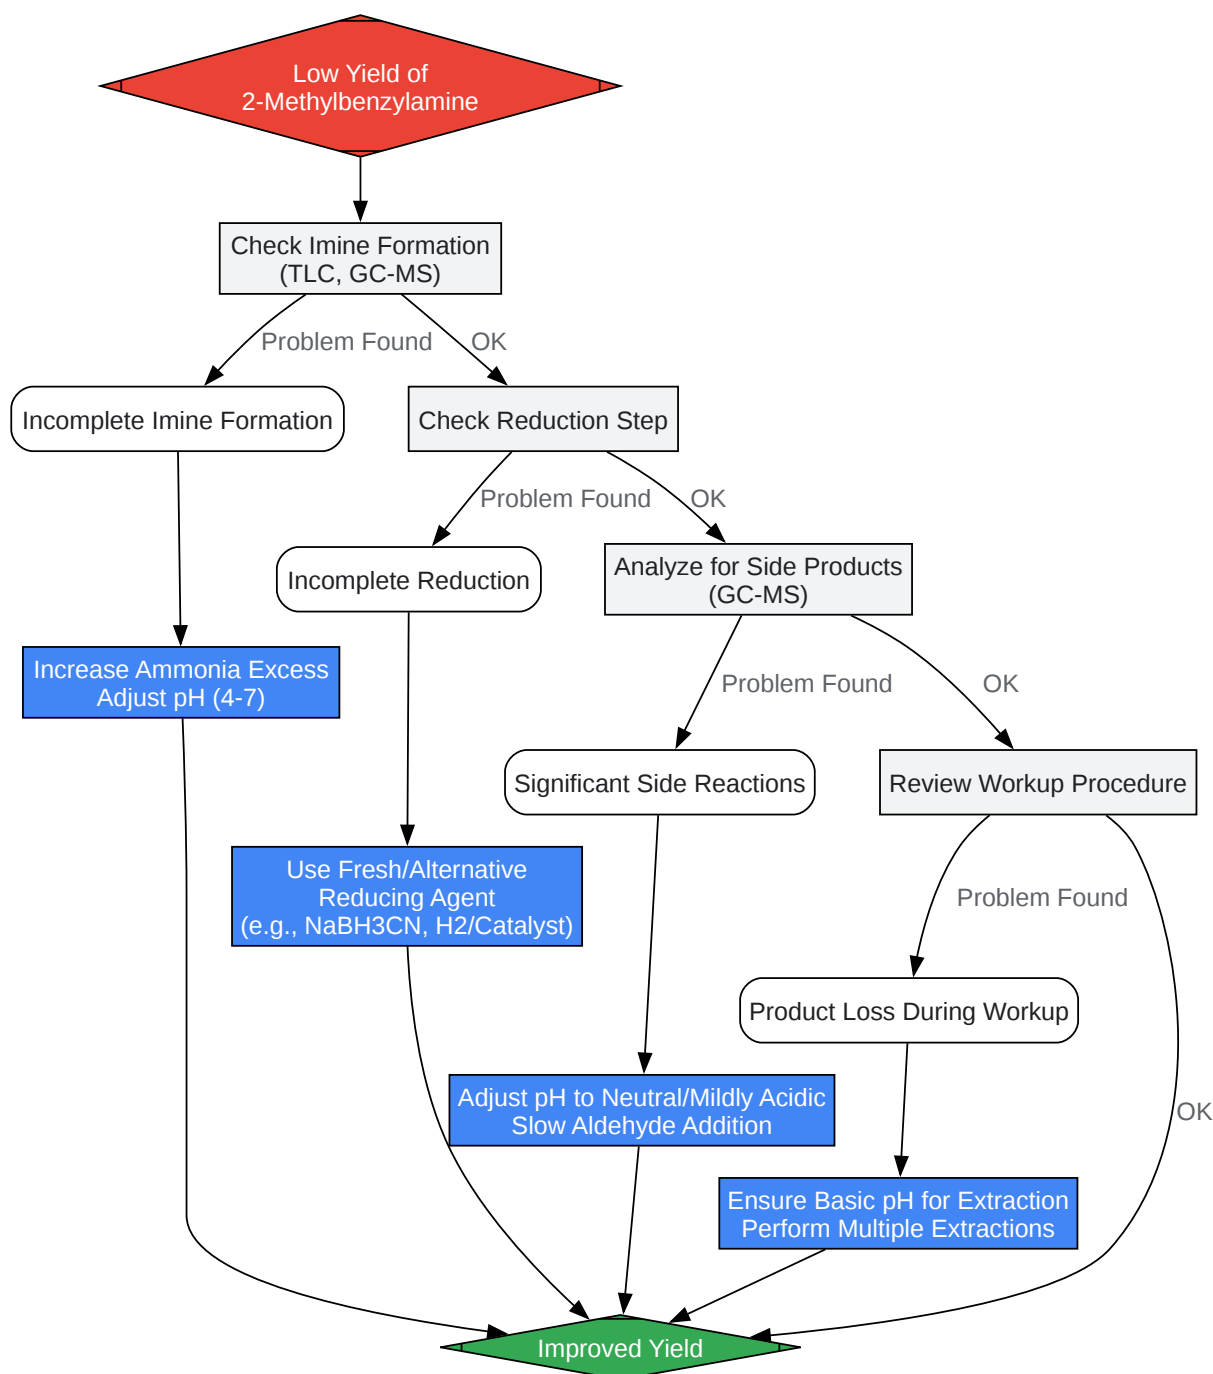 Low Yield of
2-Methylbenzylamine
Check Imine Formation
(TLC, GC-MS)
Problem Found
OK
Incomplete Imine Formation
Check Reduction Step
Problem Found
OK
Incomplete Reduction
Analyze for Side Products
(GC-MS)
Increase Ammonia Excess
Adjust pH (4-7)
Problem Found
OK
Significant Side Reactions
Review Workup Procedure
Use Fresh/Alternative
Reducing Agent
(e.g., NaBH3CN, H2/Catalyst)
Problem Found
Product Loss During Workup
Adjust pH to Neutral/Mildly Acidic
Slow Aldehyde Addition
OK
Ensure Basic pH for Extraction
Perform Multiple Extractions
Improved Yield